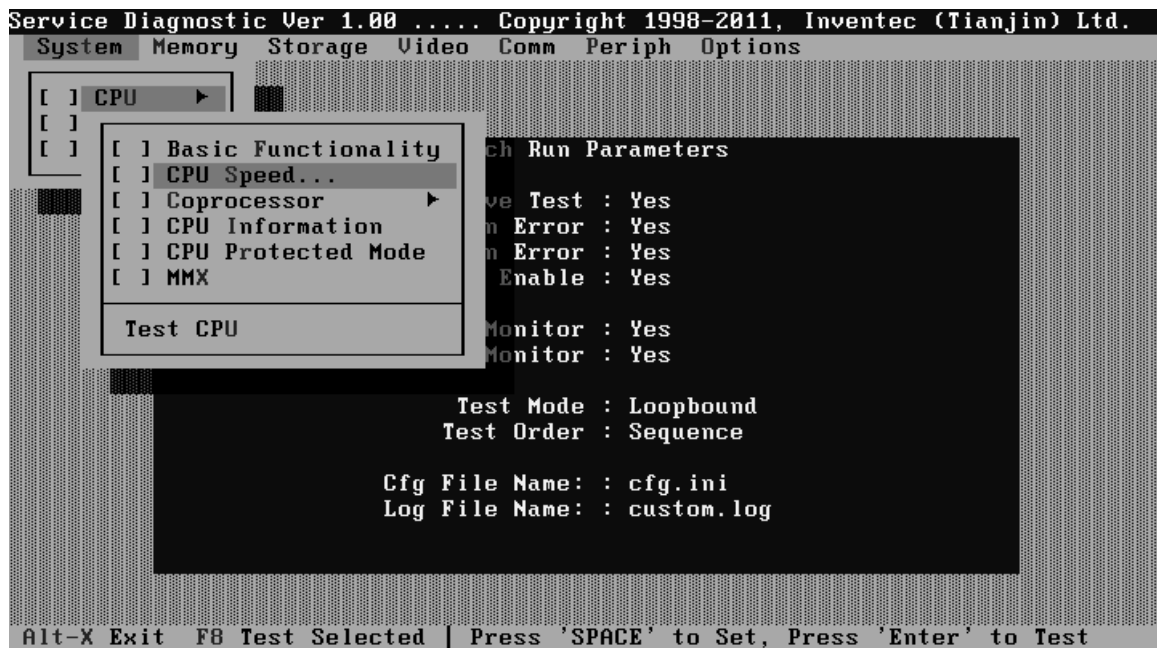 Service Diagnostic Ver 1.00 ..... Copyright 1998-2011, Inventec (Tianjin) Ltd.
System Memory Storage Video Comm Periph Options
[ ] CPU ►
[ ]
[ ]
[ ] Basic Functionality
[ ] CPU Speed...
[ ] Coprocessor ►
[ ] CPU Information
[ ] CPU Protected Mode
[ ] MMX
Test CPU
ch Run Parameters
ve Test : Yes
n Error : Yes
n Error : Yes
Enable : Yes
Monitor : Yes
Monitor : Yes
Test Mode : Loopbound
Test Order : Sequence
Cfg File Name: : cfg.ini
Log File Name: : custom.log
Alt-X Exit F8 Test Selected | Press 'SPACE' to Set, Press 'Enter' to Test